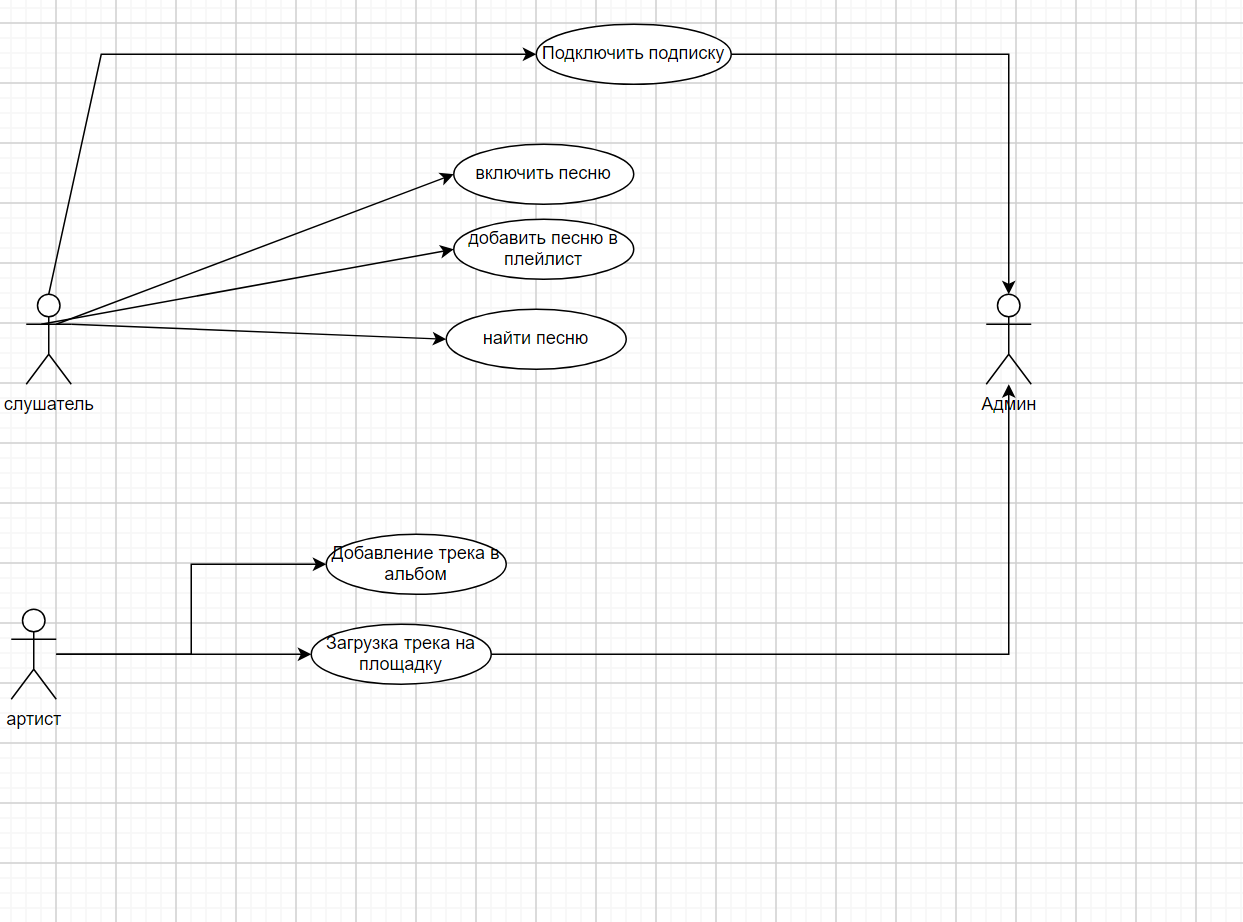 Подключить подписку
включить песню
добавить песню в
плейлист
найти песню
слушатель
Админ
Добавление трека в
альбом
Загрузка трека на
площадку
артист